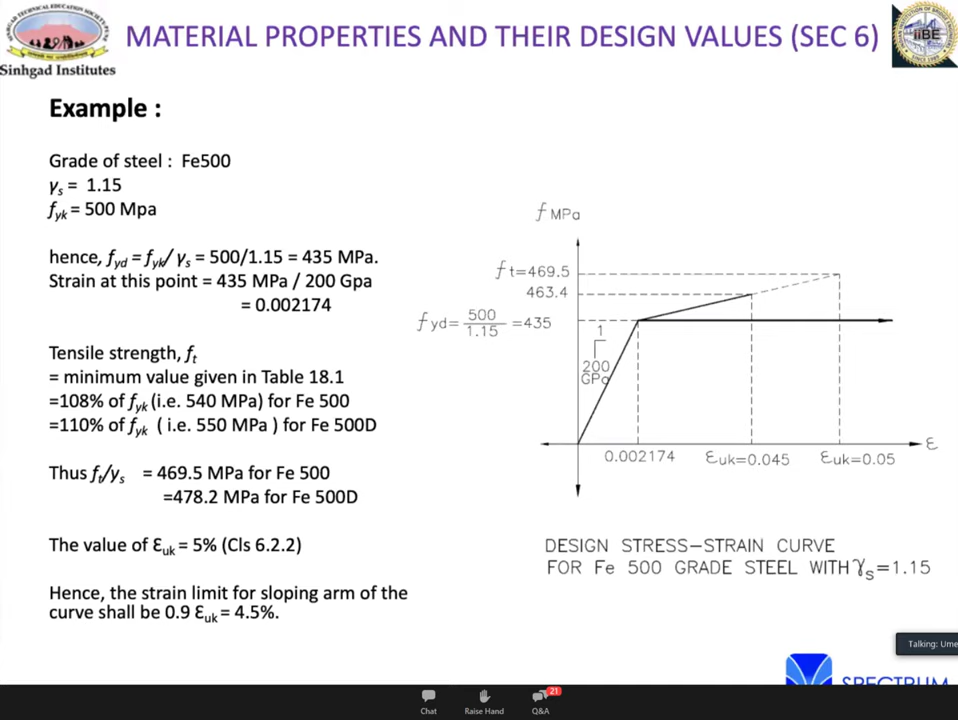 MATERIAL PROPERTIES AND THEIR DESIGN VALUES (SEC 6)
Sinhgad Institutes
iiBE
Example :
Grade of steel : Fe500
γs = 1.15
fyk = 500 Mpa
hence, fyd = fyk/ γs = 500/1.15 = 435 MPa.
Strain at this point = 435 MPa / 200 Gpa
= 0.002174
Tensile strength, ft
= minimum value given in Table 18.1
=108% of fyk (i.e. 540 MPa) for Fe 500
=110% of fyk ( i.e. 550 MPa ) for Fe 500D
Thus ft/ys = 469.5 MPa for Fe 500
=478.2 MPa for Fe 500D
The value of Ɛuk = 5% (Cls 6.2.2)
Hence, the strain limit for sloping arm of the
curve shall be 0.9 Ɛuk = 4.5%.
f MPa
ft=469.5
463.4
fyd= 500/1.15 =435
1
200
GPa
0.002174 Ɛuk=0.045 Ɛuk=0.05 Ɛ
DESIGN STRESS–STRAIN CURVE
FOR Fe 500 GRADE STEEL WITH γs=1.15
Talking: Ume
SPECTRUM
Chat Raise Hand Q&A
21